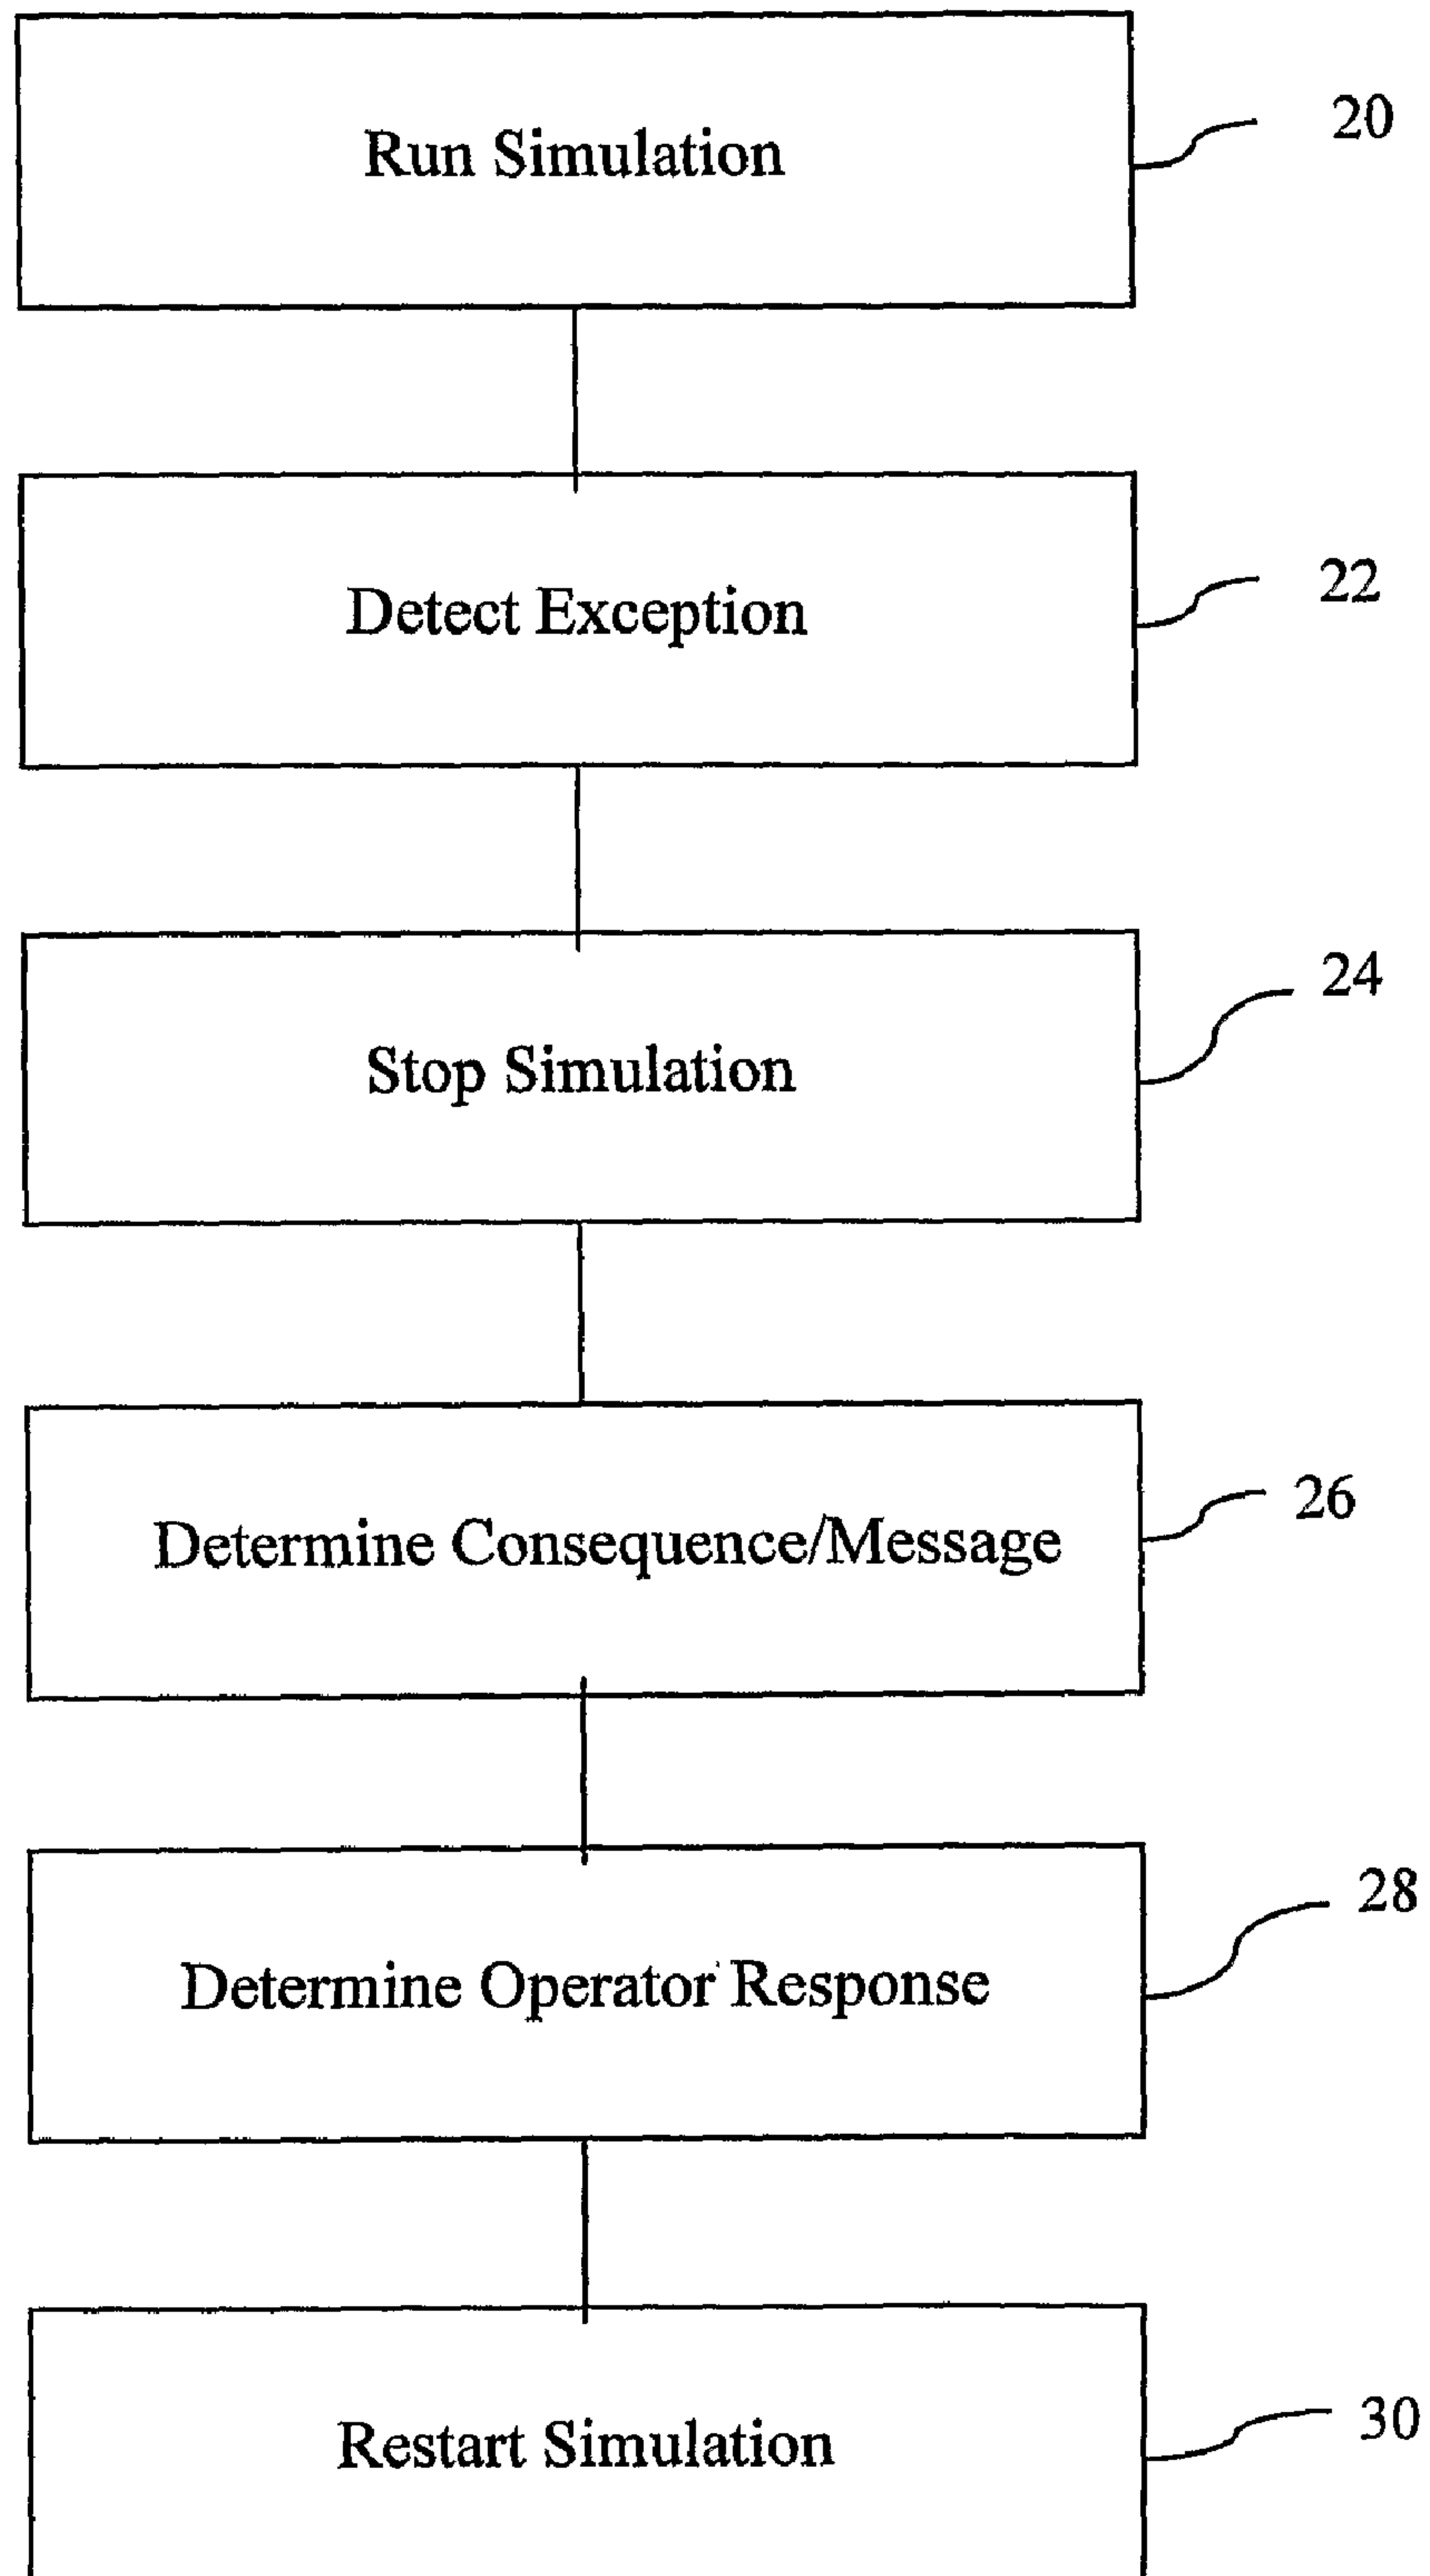 Run Simulation
20
Detect Exception
22
Stop Simulation
24
Determine Consequence/Message
26
Determine Operator Response
28
Restart Simulation
30